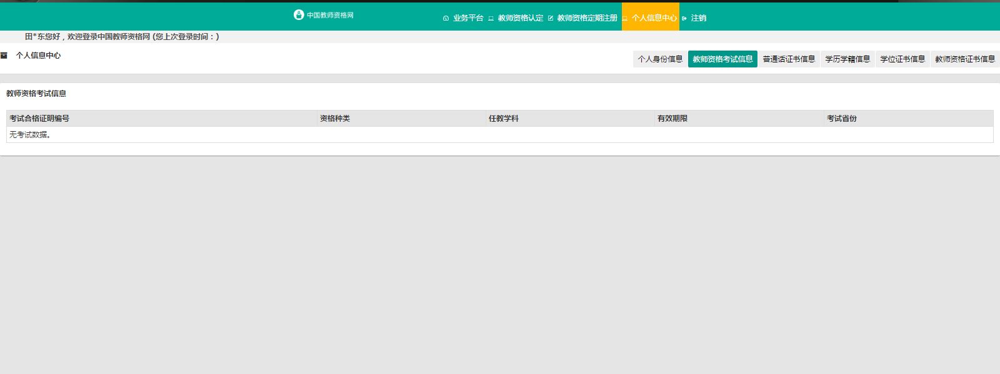 中国教师资格网
业务平台 教师资格认定 教师资格定期注册 个人信息中心 注销
田*东您好，欢迎登录中国教师资格网 (您上次登录时间：)
个人信息中心
个人身份信息 教师资格考试信息 普通话证书信息 学历学籍信息 学位证书信息 教师资格证书信息
教师资格考试信息
考试合格证明编号 资格种类 任教学科 有效期限 考试省份
无考试数据。